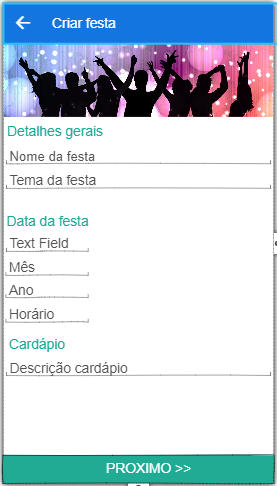 Criar festa
Detalhes gerais
Nome da festa
Tema da festa
Data da festa
Text Field
Mês
Ano
Horário
Cardápio
Descrição cardápio
PROXIMO >>